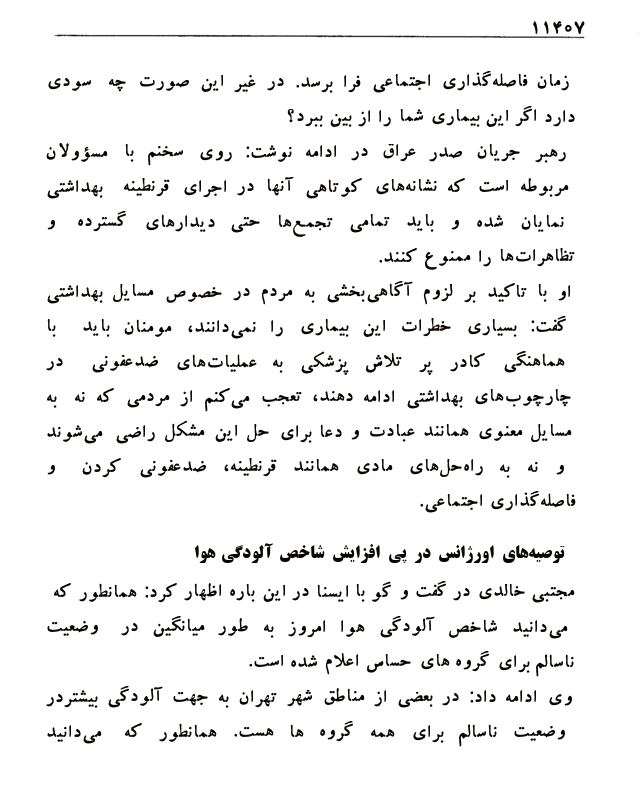 ۱۱۴۰۷
زمان فاصله‌گذاری اجتماعی فرا برسد. در غیر این صورت چه سودی
دارد اگر این بیماری شما را از بین ببرد؟
رهبر جریان صدر عراق در ادامه نوشت: روی سخنم با مسؤولان
مربوطه است که نشانه‌های کوتاهی آنها در اجرای قرنطینه بهداشتی
نمایان شده و باید تمامی تجمع‌ها حتی دیدارهای گسترده و
تظاهرات‌ها را ممنوع کنند.
او با تاکید بر لزوم آگاهی‌بخشی به مردم در خصوص مسایل بهداشتی
گفت: بسیاری خطرات این بیماری را نمی‌دانند، مومنان باید با
هماهنگی کادر پر تلاش پزشکی به عملیات‌های ضدعفونی در
چارچوب‌های بهداشتی ادامه دهند، تعجب می‌کنم از مردمی که نه به
مسایل معنوی همانند عبادت و دعا برای حل این مشکل راضی می‌شوند
و نه به راه‌حل‌های مادی همانند قرنطینه، ضدعفونی کردن و
فاصله‌گذاری اجتماعی.
توصیه‌های اورژانس در پی افزایش شاخص آلودگی هوا
مجتبی خالدی در گفت و گو با ایسنا در این باره اظهار کرد: همانطور که
می‌دانید شاخص آلودگی هوا امروز به طور میانگین در وضعیت
ناسالم برای گروه های حساس اعلام شده است.
وی ادامه داد: در بعضی از مناطق شهر تهران به جهت آلودگی بیشتردر
وضعیت ناسالم برای همه گروه ها هست. همانطور که می‌دانید